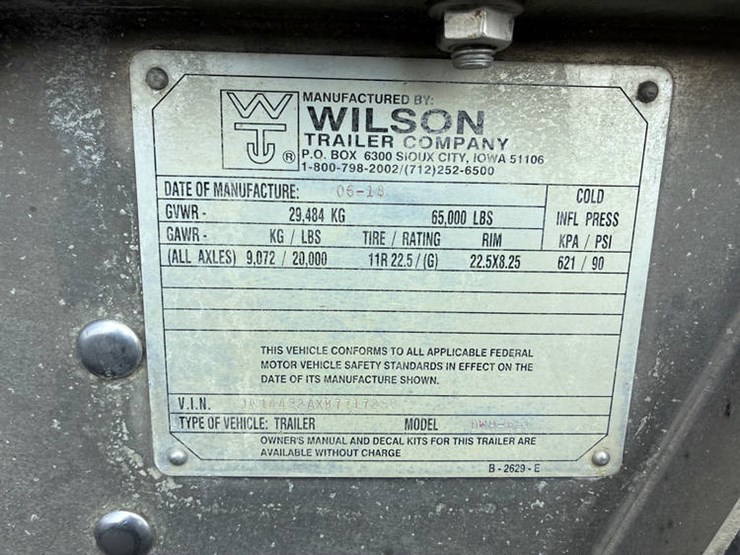 MANUFACTURED BY:
WILSON
TRAILER COMPANY
P.O. BOX 6300 SIOUX CITY, IOWA 51106
1-800-798-2002/(712)252-6500
DATE OF MANUFACTURE:
COLD
INFL PRESS
KPA / PSI
GVWR - 29,484 KG 65,000 LBS
GAWR - KG / LBS TIRE / RATING RIM
(ALL AXLES) 9,072 / 20,000 11R 22.5 / (G) 22.5X8.25 621 / 90
THIS VEHICLE CONFORMS TO ALL APPLICABLE FEDERAL
MOTOR VEHICLE SAFETY STANDARDS IN EFFECT ON THE
DATE OF ITS MANUFACTURE SHOWN.
V.I.N.
TYPE OF VEHICLE: TRAILER MODEL
OWNER'S MANUAL AND DECAL KITS FOR THIS TRAILER ARE
AVAILABLE WITHOUT CHARGE
B - 2629 - E